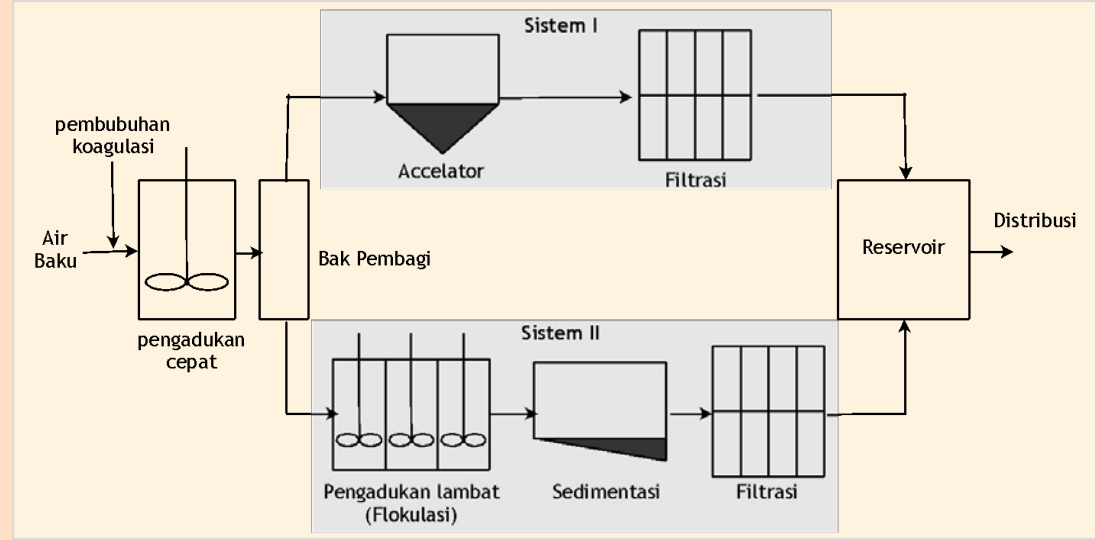 Sistem I
Accelator
Filtrasi
pembubuhan
koagulasi
Air
Baku
pengadukan
cepat
Bak Pembagi
Reservoir
Distribusi
Sistem II
Pengadukan lambat
(Flokulasi)
Sedimentasi
Filtrasi